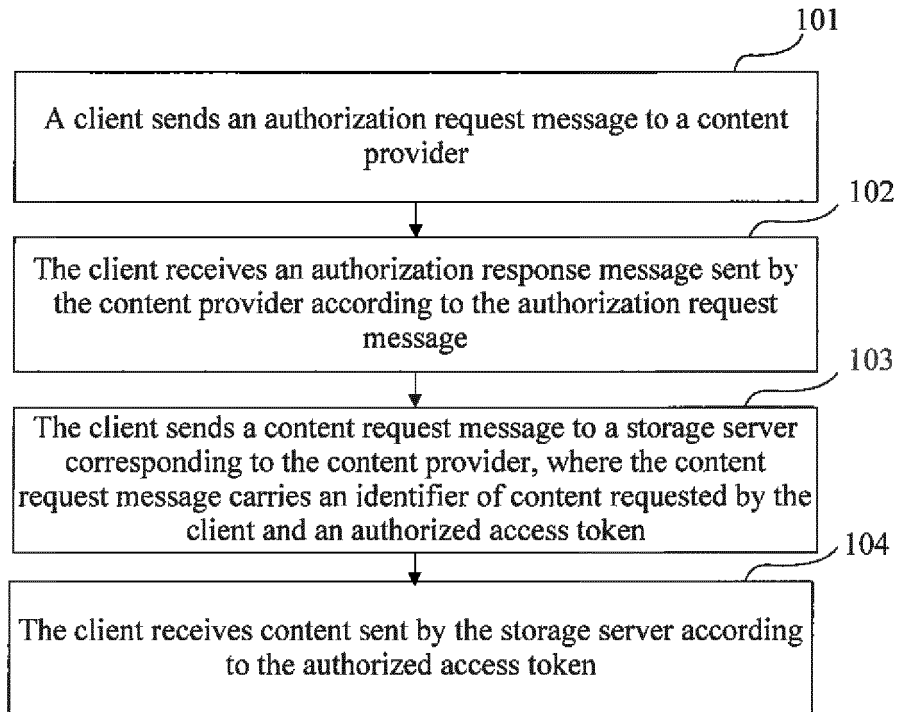 101
A client sends an authorization request message to a content
provider
102
The client receives an authorization response message sent by
the content provider according to the authorization request
message
103
The client sends a content request message to a storage server
corresponding to the content provider, where the content
request message carries an identifier of content requested by the
client and an authorized access token
104
The client receives content sent by the storage server according
to the authorized access token